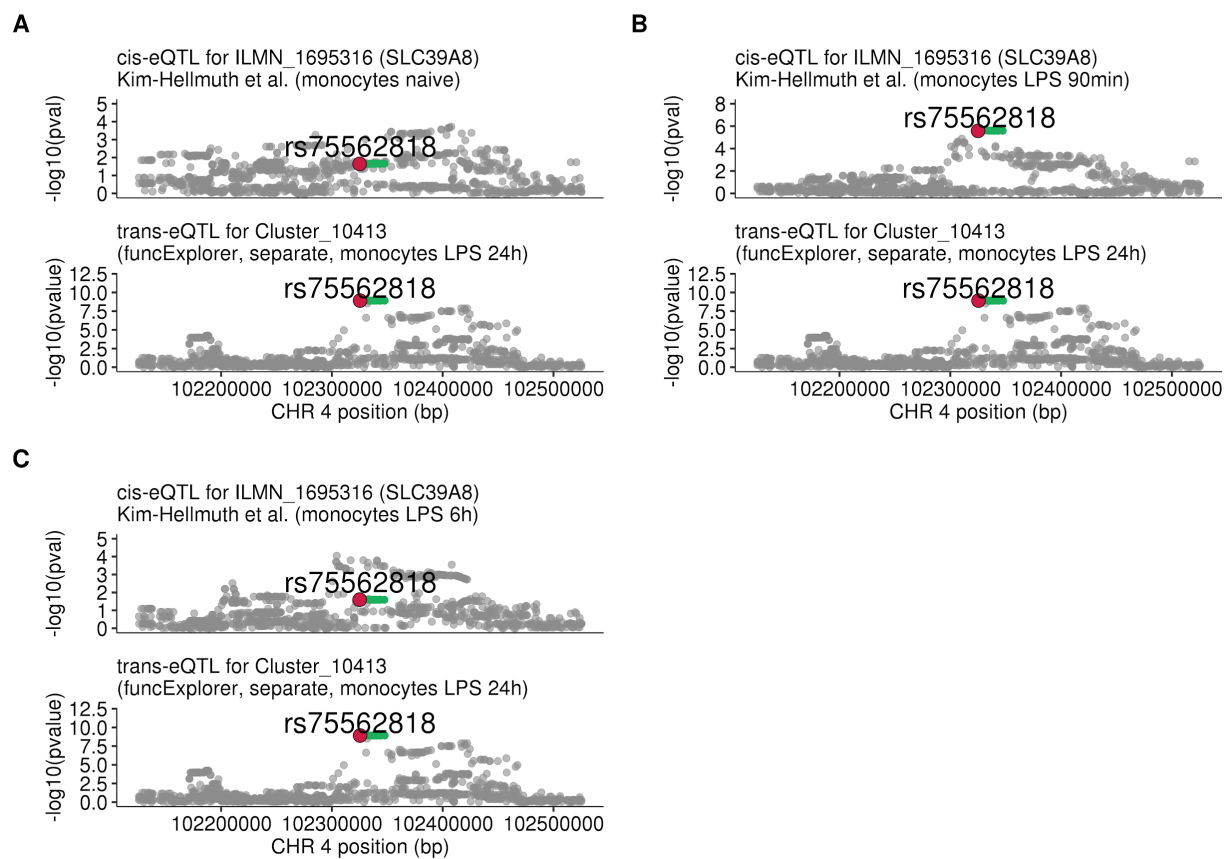 A
cis-eQTL for ILMN_1695316 (SLC39A8)
Kim-Hellmuth et al. (monocytes naive)
-log10(pval)
5
4
3
2
1
0
rs75562818
trans-eQTL for Cluster_10413
(funcExplorer, separate, monocytes LPS 24h)
-log10(pvalue)
12.5
10.0
7.5
5.0
2.5
0.0
rs75562818
102200000 102300000 102400000 102500000
CHR 4 position (bp)
B
cis-eQTL for ILMN_1695316 (SLC39A8)
Kim-Hellmuth et al. (monocytes LPS 90min)
-log10(pval)
8
6
4
2
0
rs75562818
trans-eQTL for Cluster_10413
(funcExplorer, separate, monocytes LPS 24h)
-log10(pvalue)
12.5
10.0
7.5
5.0
2.5
0.0
rs75562818
102200000 102300000 102400000 102500000
CHR 4 position (bp)
C
cis-eQTL for ILMN_1695316 (SLC39A8)
Kim-Hellmuth et al. (monocytes LPS 6h)
-log10(pval)
5
4
3
2
1
0
rs75562818
trans-eQTL for Cluster_10413
(funcExplorer, separate, monocytes LPS 24h)
-log10(pvalue)
12.5
10.0
7.5
5.0
2.5
0.0
rs75562818
102200000 102300000 102400000 102500000
CHR 4 position (bp)